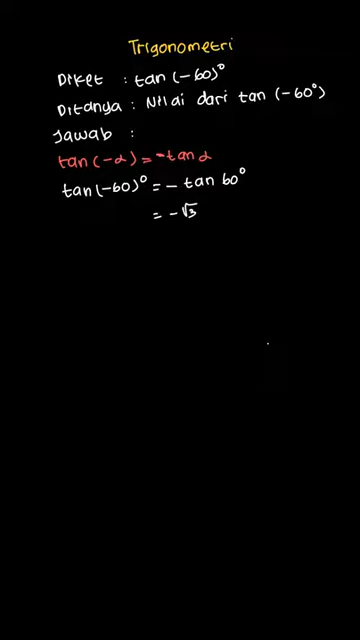 Trigonometri
Diket : tan (-60)°
Ditanya : Nilai dari tan (-60°)
Jawab :
tan (-α) = -tan α
tan (-60)° = - tan 60°
= - √3